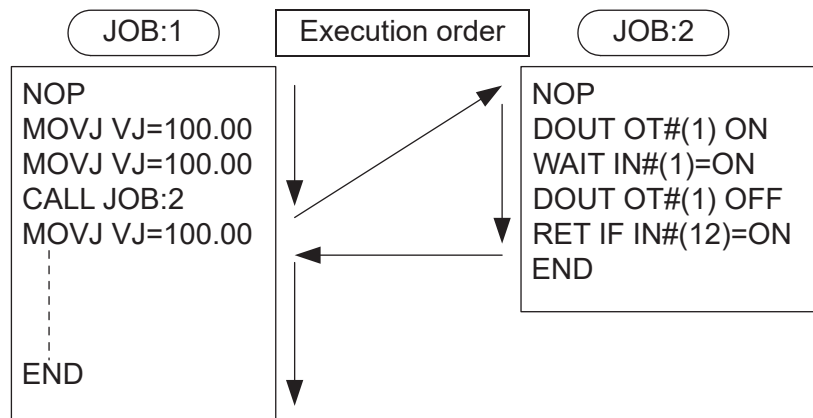 JOB:1
Execution order
JOB:2
NOP
MOVJ VJ=100.00
MOVJ VJ=100.00
CALL JOB:2
MOVJ VJ=100.00
END
NOP
DOUT OT#(1) ON
WAIT IN#(1)=ON
DOUT OT#(1) OFF
RET IF IN#(12)=ON
END